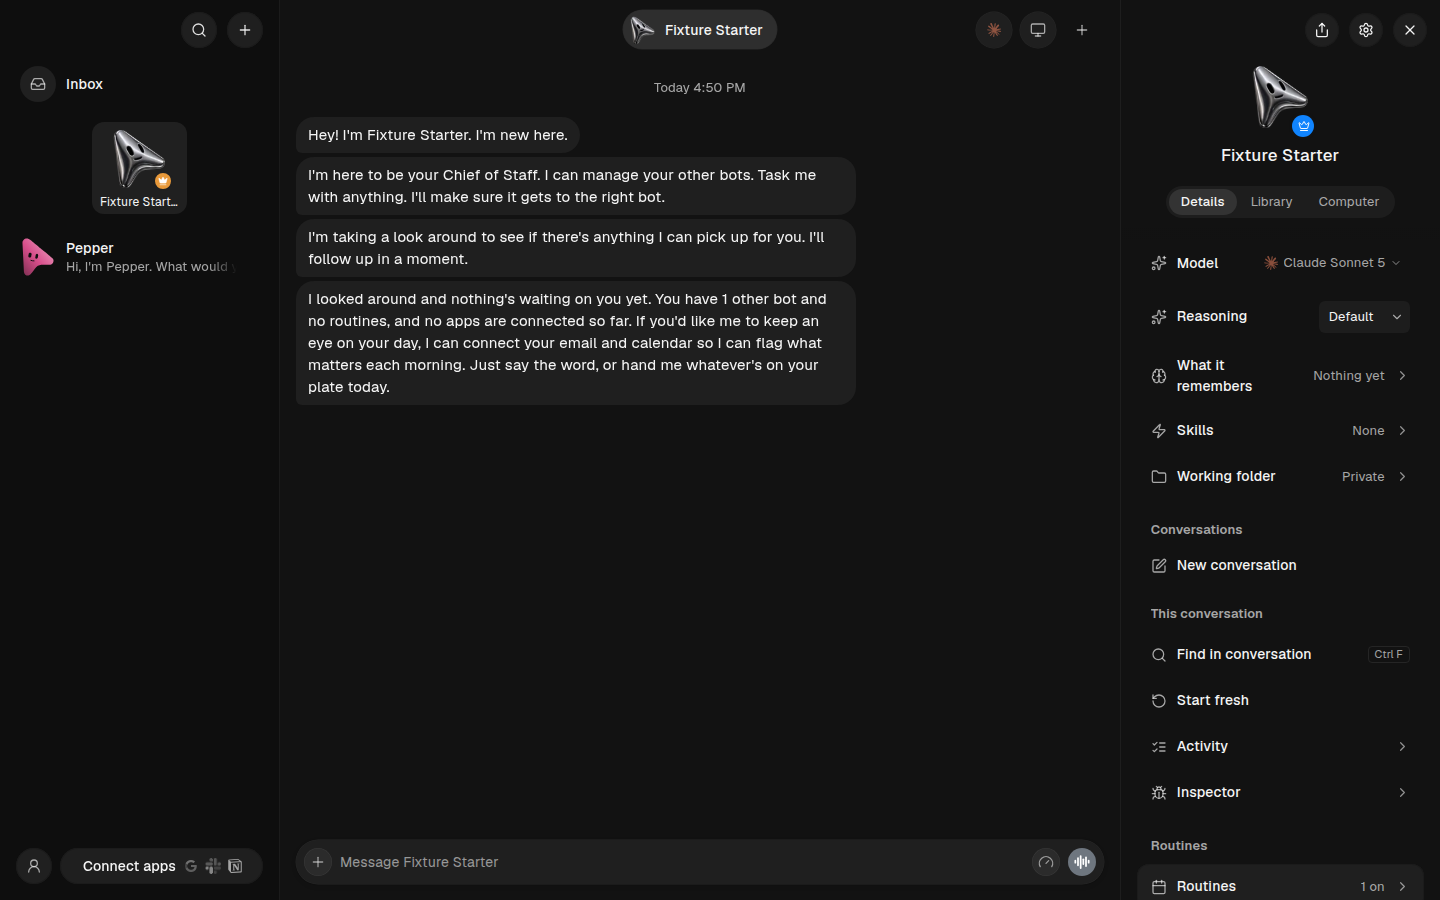 Inbox
Fixture Start...
Pepper
Hi, I'm Pepper. What would
Connect apps
Fixture Starter
Today 4:50 PM
Hey! I'm Fixture Starter. I'm new here.
I'm here to be your Chief of Staff. I can manage your other bots. Task me
with anything. I'll make sure it gets to the right bot.
I'm taking a look around to see if there's anything I can pick up for you. I'll
follow up in a moment.
I looked around and nothing's waiting on you yet. You have 1 other bot and
no routines, and no apps are connected so far. If you'd like me to keep an
eye on your day, I can connect your email and calendar so I can flag what
matters each morning. Just say the word, or hand me whatever's on your
plate today.
Message Fixture Starter
Fixture Starter
Details Library Computer
Model Claude Sonnet 5
Reasoning Default
What it
remembers
Nothing yet
Skills None
Working folder Private
Conversations
New conversation
This conversation
Find in conversation Ctrl F
Start fresh
Activity
Inspector
Routines
Routines 1 on